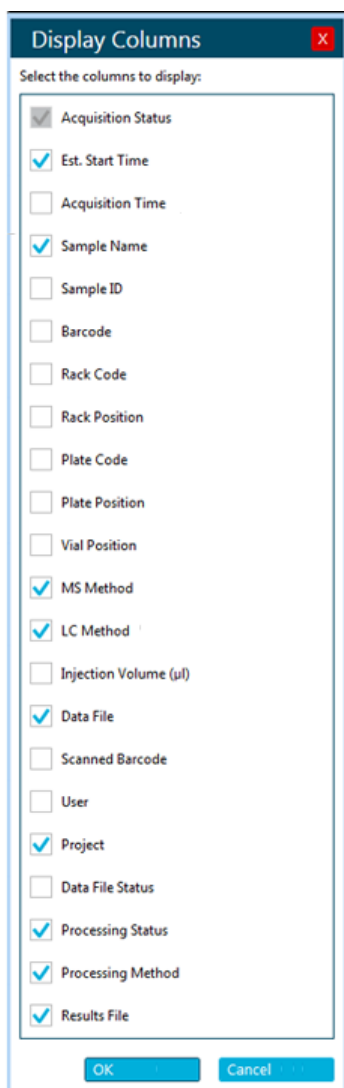 Display Columns
X
Select the columns to display:
Acquisition Status
Est. Start Time
Acquisition Time
Sample Name
Sample ID
Barcode
Rack Code
Rack Position
Plate Code
Plate Position
Vial Position
MS Method
LC Method
Injection Volume (µl)
Data File
Scanned Barcode
User
Project
Data File Status
Processing Status
Processing Method
Results File
OK Cancel